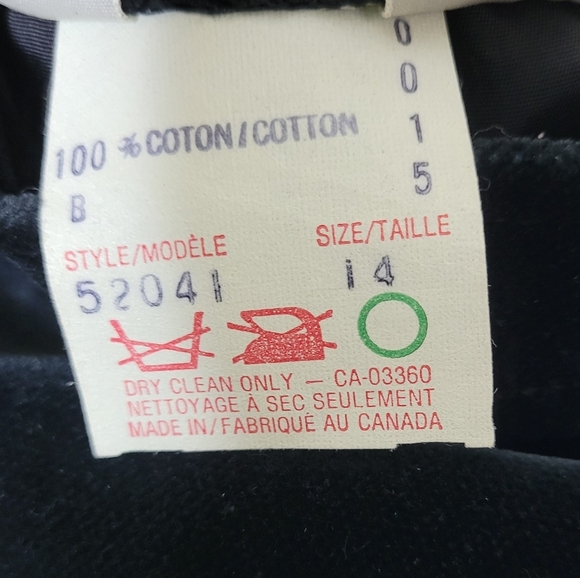 0
0
100 % COTON/COTTON 1
B 5
STYLE/MODÈLE SIZE/TAILLE
52041 14
DRY CLEAN ONLY — CA-03360
NETTOYAGE À SEC SEULEMENT
MADE IN/FABRIQUÉ AU CANADA